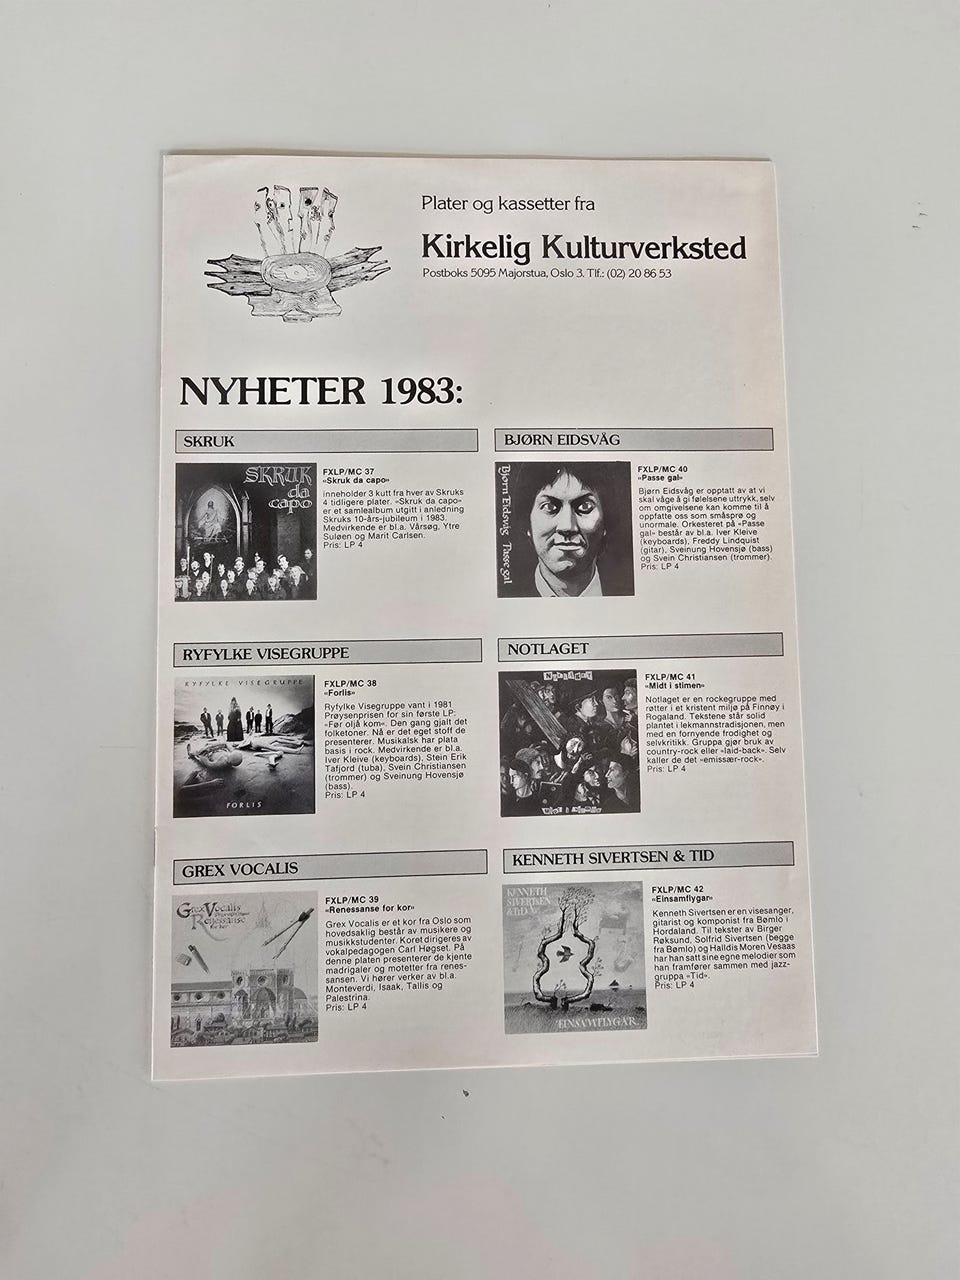 Plater og kassetter fra
Kirkelig Kulturverksted
Postboks 5095 Majorstua, Oslo 3. Tlf.: (02) 20 86 53
NYHETER 1983:
SKRUK
SKRUK
da
capo
FXLP/MC 37
«Skruk da capo»
inneholder 3 kutt fra hver av Skruks
4 tidligere plater. «Skruk da capo»
er et samlealbum utgitt i anledning
Skruks 10-års-jubileum i 1983.
Medvirkende er bl.a. Vårsøg, Ytre
Suløen og Marit Carlsen.
Pris: LP 4
RYFYLKE VISEGRUPPE
RYFYLKE VISEGRUPPE
FORLIS
FXLP/MC 38
«Forlis»
Ryfylke Visegruppe vant i 1981
Prøysenprisen for sin første LP:
«Før oljå kom». Den gang gjalt det
folketoner. Nå er det eget stoff de
presenterer. Musikalsk har plata
basis i rock. Medvirkende er bl.a.
Iver Kleive (keyboards), Stein Erik
Tafjord (tuba), Svein Christiansen
(trommer) og Sveinung Hovensjø
(bass).
Pris: LP 4
GREX VOCALIS
Grex Vocalis
Renessanse
for kor
FXLP/MC 39
«Renessanse for kor»
Grex Vocalis er et kor fra Oslo som
hovedsaklig består av musikere og
musikkstudenter. Koret dirigeres av
vokalpedagogen Carl Høgset. På
denne platen presenterer de kjente
madrigaler og motetter fra renes-
sansen. Vi hører verker av bl.a.
Monteverdi, Isaak, Tallis og
Palestrina.
Pris: LP 4
BJØRN EIDSVÅG
Bjørn Eidsvåg Passe gal
FXLP/MC 40
«Passe gal»
Bjørn Eidsvåg er opptatt av at vi
skal våge å gi følelsene uttrykk, selv
om omgivelsene kan komme til å
oppfatte oss som småsprø og
unormale. Orkesteret på «Passe
gal» består av bl.a. Iver Kleive
(keyboards), Freddy Lindquist
(gitar), Sveinung Hovensjø (bass)
og Svein Christiansen (trommer).
Pris: LP 4
NOTLAGET
NOTLAGET
MIDT I STIMEN
FXLP/MC 41
«Midt i stimen»
Notlaget er en rockegruppe med
røtter i et kristent miljø på Finnøy i
Rogaland. Tekstene står solid
plantet i lekmannstradisjonen, men
med en fornyende frodighet og
selvkritikk. Gruppa gjør bruk av
country-rock eller «laid-back». Selv
kaller de det «emissær-rock».
Pris: LP 4
KENNETH SIVERTSEN & TID
KENNETH
SIVERTSEN
& TID
EINSAMFLYGAR
FXLP/MC 42
«Einsamflygar»
Kenneth Sivertsen er en visesanger,
gitarist og komponist fra Bømlo i
Hordaland. Til tekster av Birger
Røksund, Solfrid Sivertsen (begge
fra Bømlo) og Halldis Moren Vesaas
har han satt sine egne melodier som
han framfører sammen med jazz-
gruppa «Tid».
Pris: LP 4